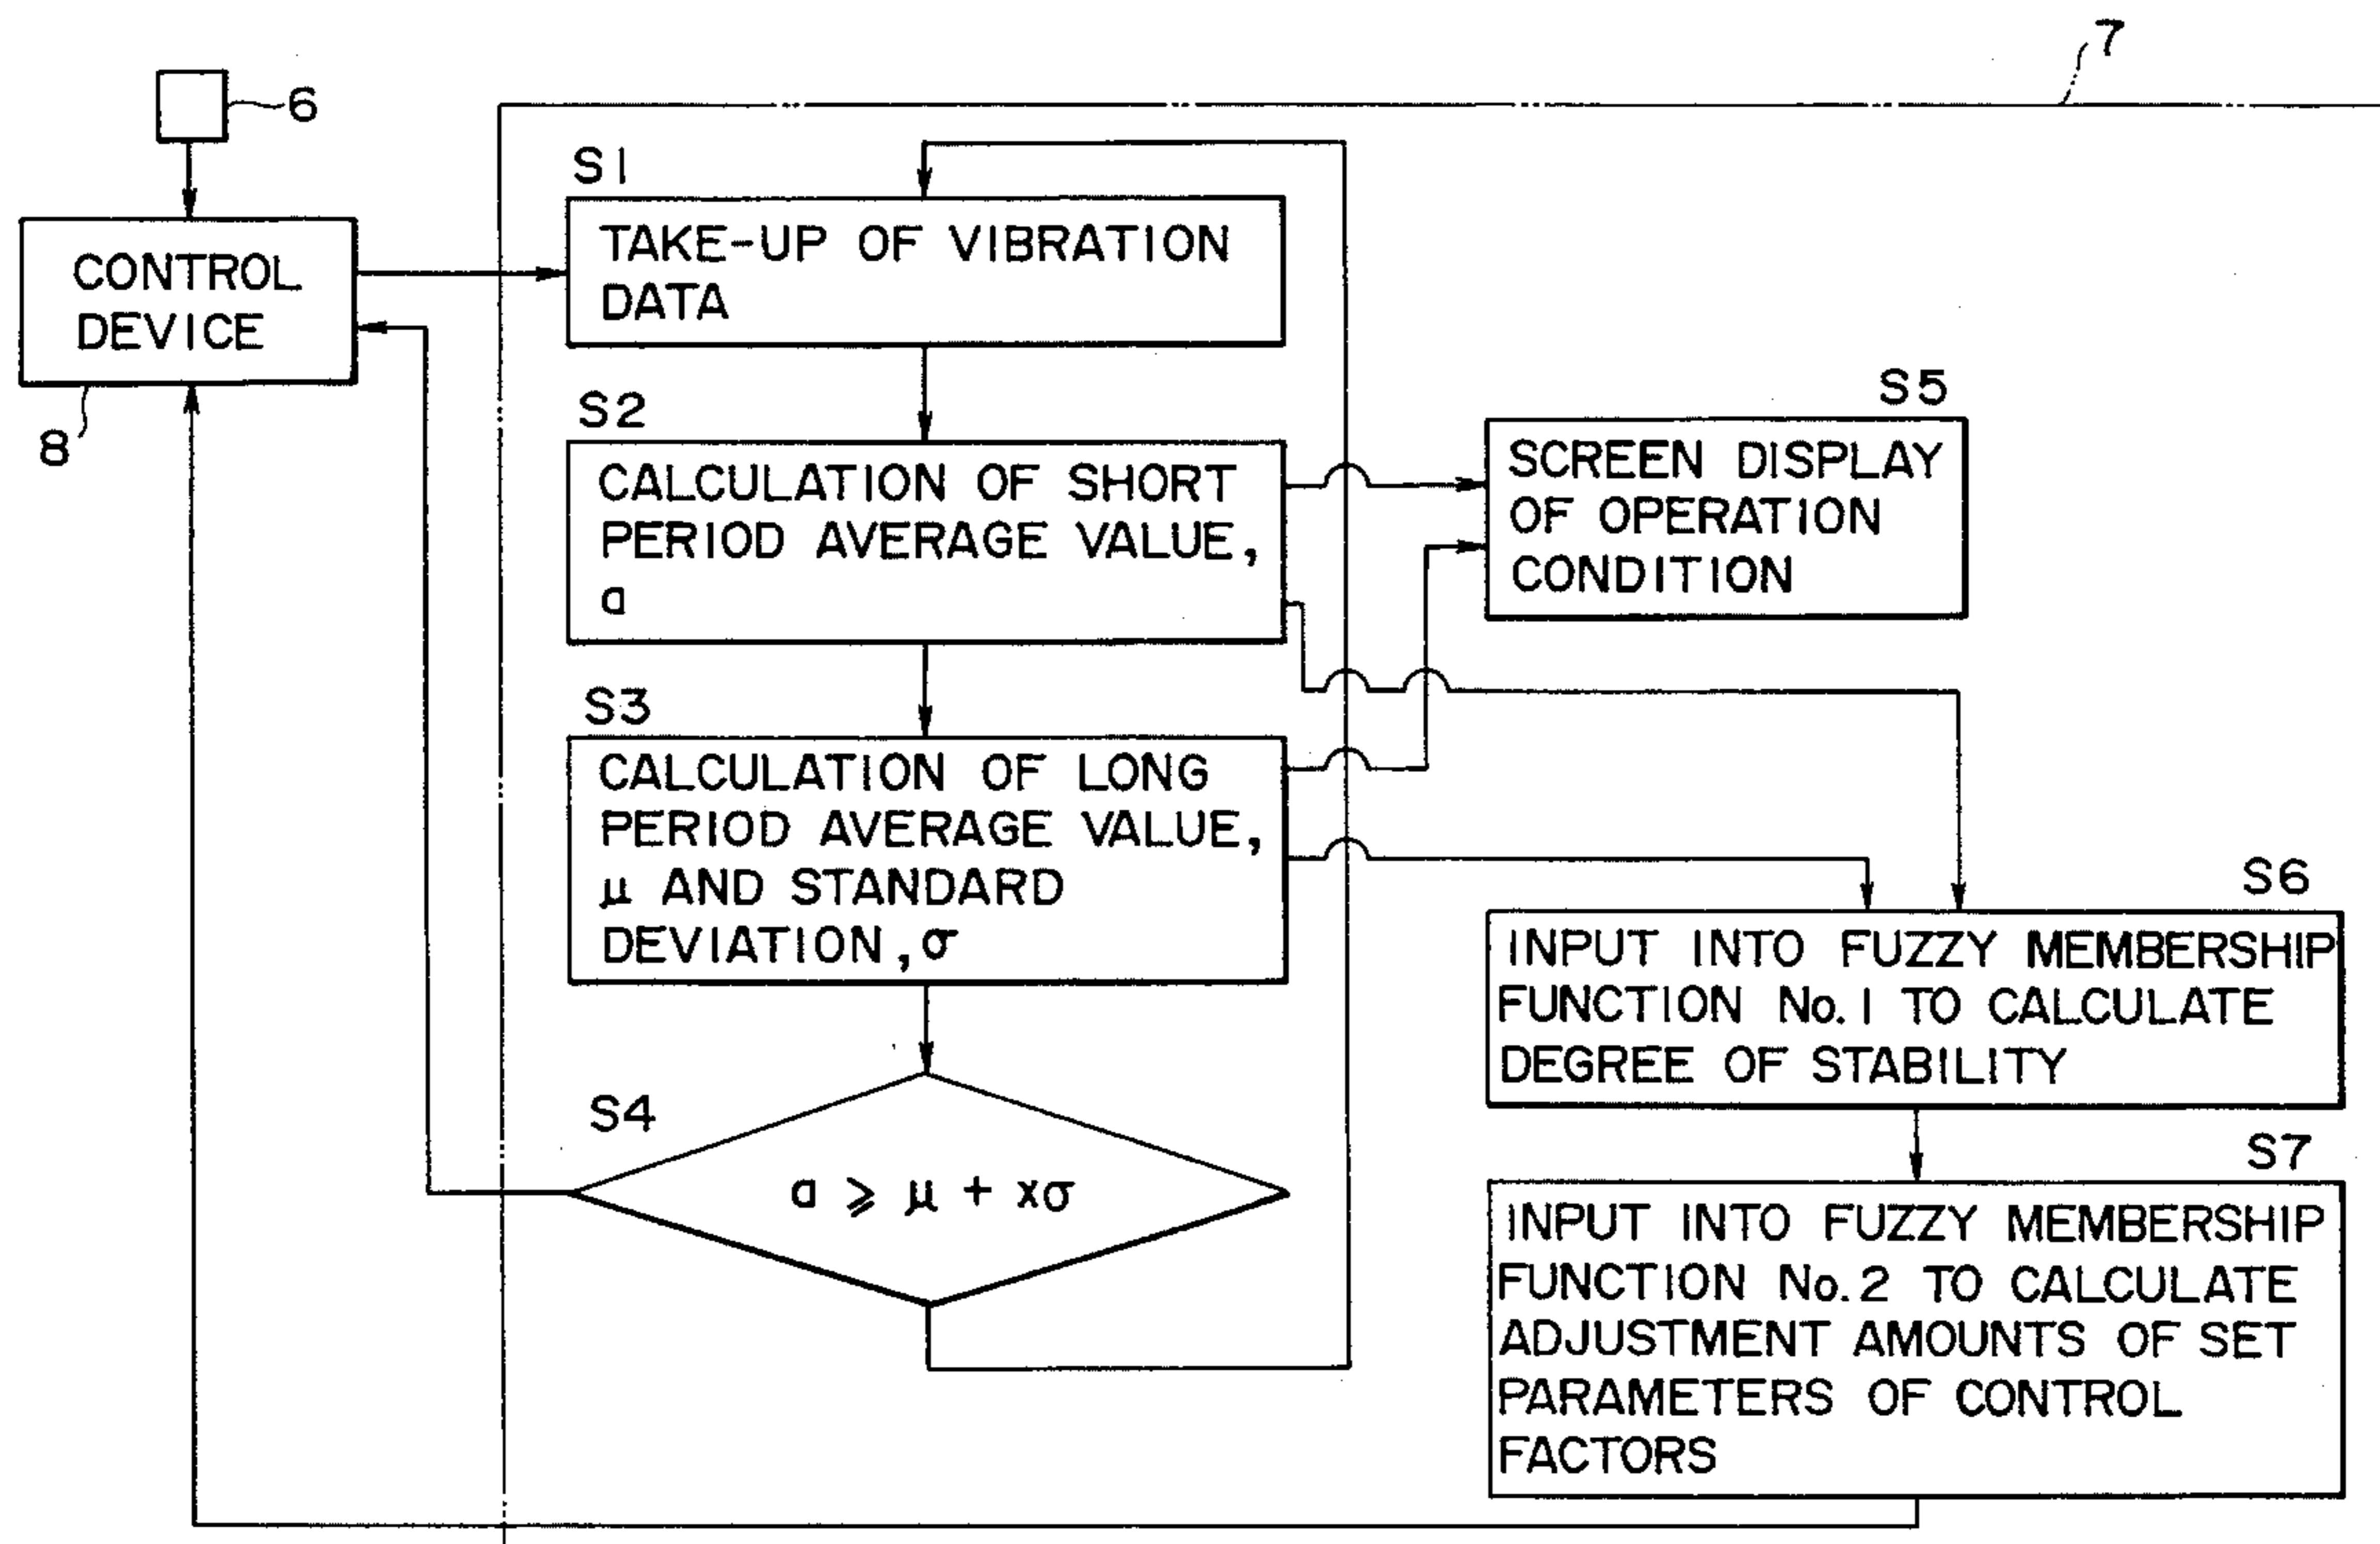 7
6
S1
TAKE-UP OF VIBRATION
DATA
CONTROL
DEVICE
8
S2
CALCULATION OF SHORT
PERIOD AVERAGE VALUE,
a
S5
SCREEN DISPLAY
OF OPERATION
CONDITION
S3
CALCULATION OF LONG
PERIOD AVERAGE VALUE,
μ AND STANDARD
DEVIATION, σ
S6
INPUT INTO FUZZY MEMBERSHIP
FUNCTION No. 1 TO CALCULATE
DEGREE OF STABILITY
S4
a ⩾ μ + xσ
S7
INPUT INTO FUZZY MEMBERSHIP
FUNCTION No. 2 TO CALCULATE
ADJUSTMENT AMOUNTS OF SET
PARAMETERS OF CONTROL
FACTORS